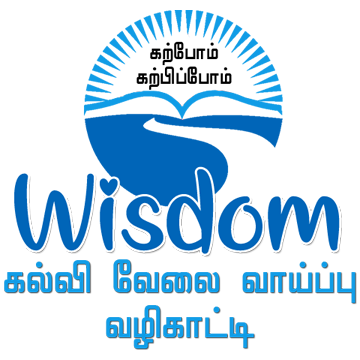 கற்போம்
கற்பிப்போம்
Wisdom
கல்வி வேலை வாய்ப்பு
வழிகாட்டி